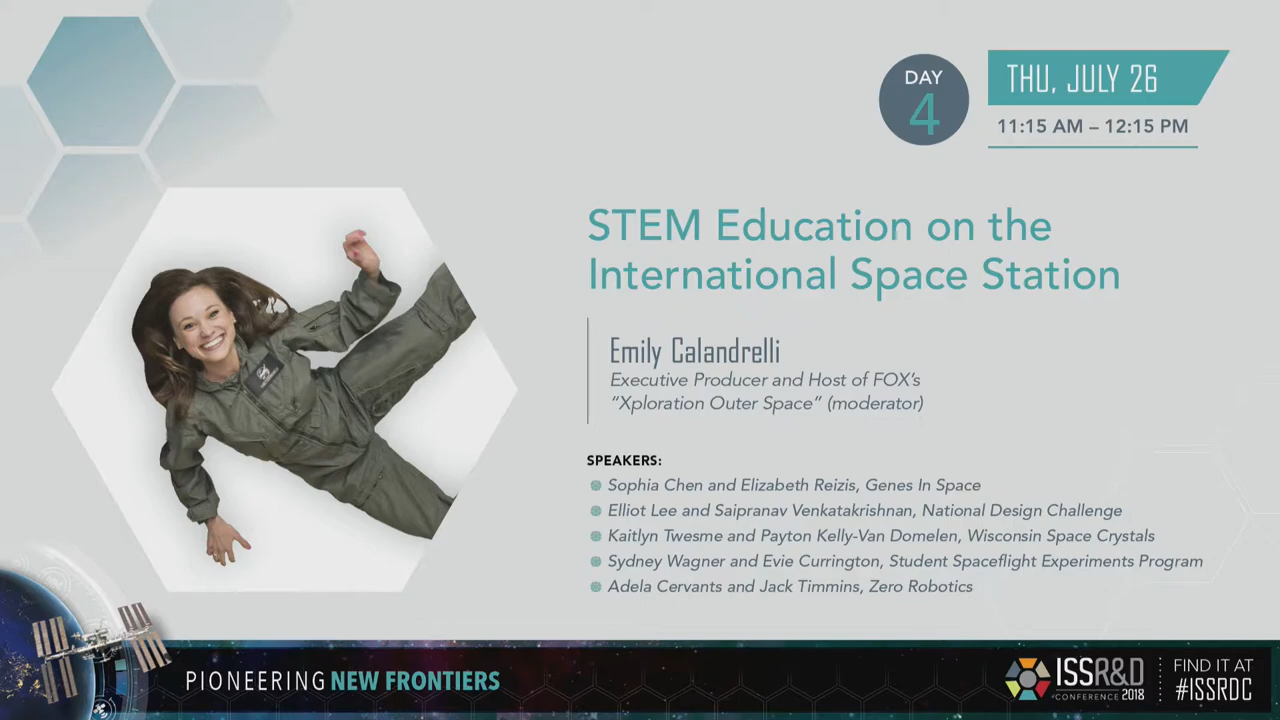 DAY
4
THU, JULY 26
11:15 AM – 12:15 PM
STEM Education on the
International Space Station
Emily Calandrelli
Executive Producer and Host of FOX's
“Xploration Outer Space” (moderator)
SPEAKERS:
Sophia Chen and Elizabeth Reizis, Genes In Space
Elliot Lee and Saipranav Venkatakrishnan, National Design Challenge
Kaitlyn Twesme and Payton Kelly-Van Domelen, Wisconsin Space Crystals
Sydney Wagner and Evie Currington, Student Spaceflight Experiments Program
Adela Cervants and Jack Timmins, Zero Robotics
PIONEERING NEW FRONTIERS
ISSR&D
CONFERENCE 2018
FIND IT AT
#ISSRDC